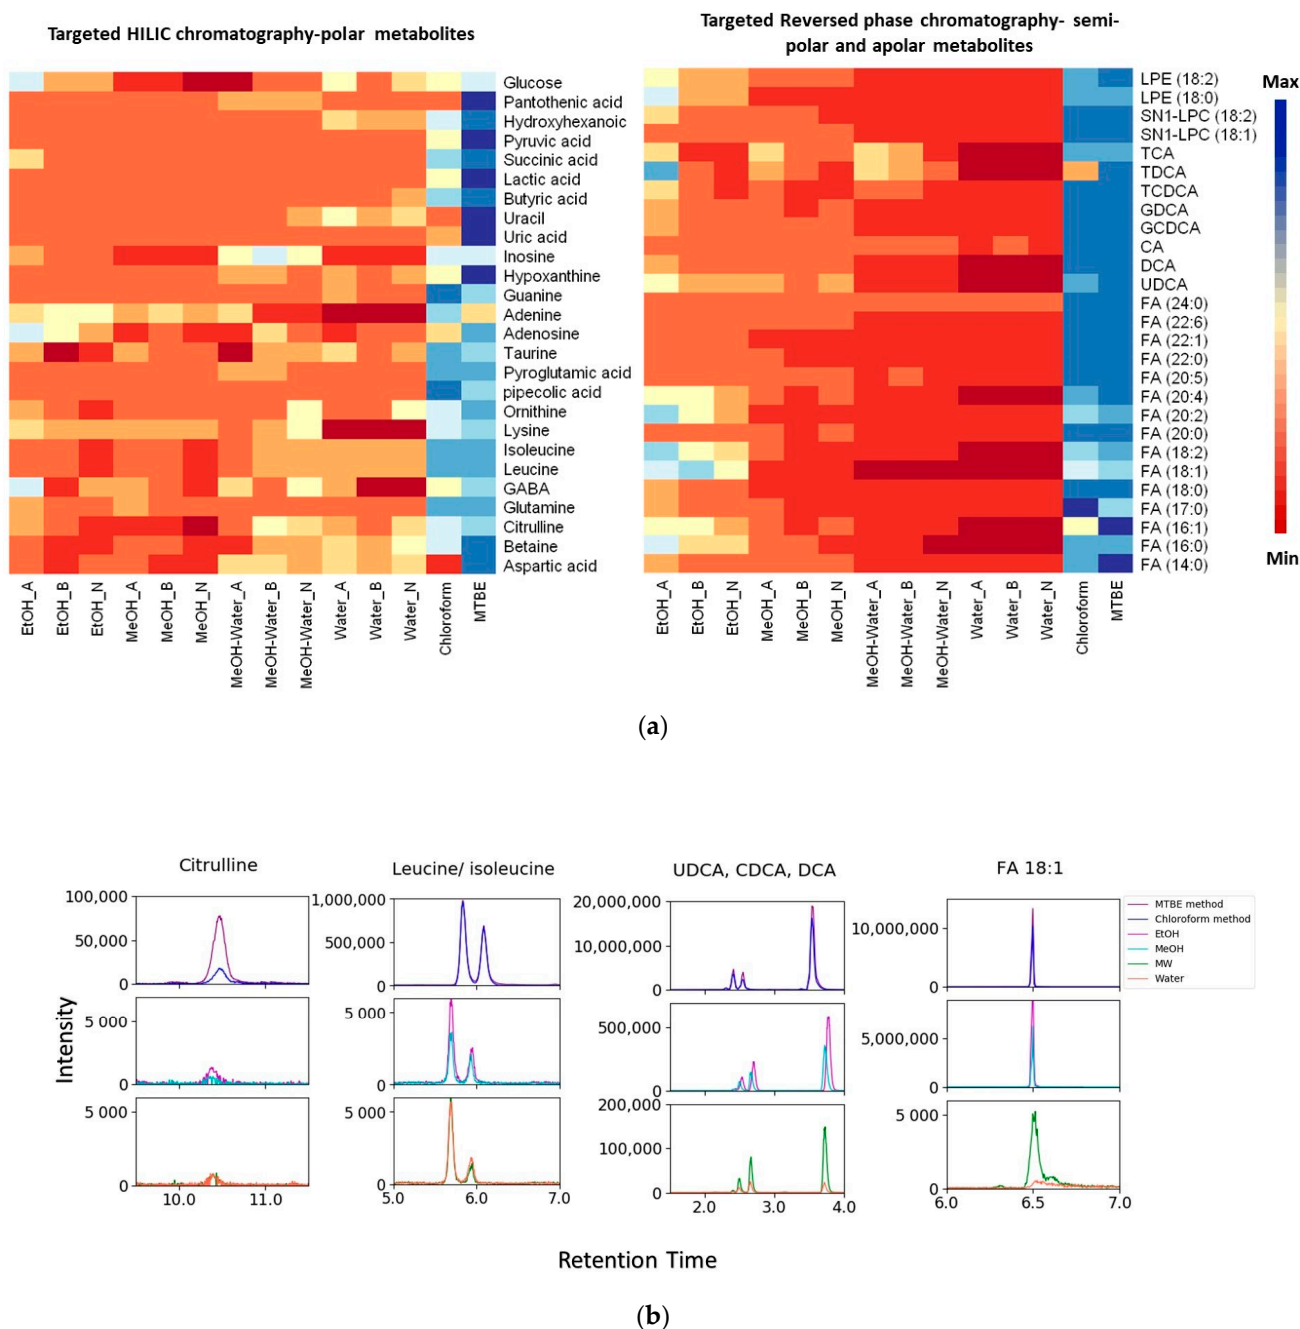 Targeted HILIC chromatography-polar metabolites
Targeted Reversed phase chromatography- semi-
polar and apolar metabolites
Glucose
Pantothenic acid
Hydroxyhexanoic
Pyruvic acid
Succinic acid
Lactic acid
Butyric acid
Uracil
Uric acid
Inosine
Hypoxanthine
Guanine
Adenine
Adenosine
Taurine
Pyroglutamic acid
pipecolic acid
Ornithine
Lysine
Isoleucine
Leucine
GABA
Glutamine
Citrulline
Betaine
Aspartic acid
EtOH_A
EtOH_B
EtOH_N
MeOH_A
MeOH_B
MeOH_N
MeOH-Water_A
MeOH-Water_B
MeOH-Water_N
Water_A
Water_B
Water_N
Chloroform
MTBE
LPE (18:2)
LPE (18:0)
SN1-LPC (18:2)
SN1-LPC (18:1)
TCA
TDCA
TCDCA
GDCA
GCDCA
CA
DCA
UDCA
FA (24:0)
FA (22:6)
FA (22:1)
FA (22:0)
FA (20:5)
FA (20:4)
FA (20:2)
FA (20:0)
FA (18:2)
FA (18:1)
FA (18:0)
FA (17:0)
FA (16:1)
FA (16:0)
FA (14:0)
EtOH_A
EtOH_B
EtOH_N
MeOH_A
MeOH_B
MeOH_N
MeOH-Water_A
MeOH-Water_B
MeOH-Water_N
Water_A
Water_B
Water_N
Chloroform
MTBE
Max
Min
(a)
Intensity
Citrulline
100,000
50,000
0
5 000
0
5 000
0
10.0
11.0
Leucine/ isoleucine
1,000,000
500,000
0
5 000
0
5 000
0
5.0
6.0
7.0
UDCA, CDCA, DCA
20,000,000
10,000,000
0
500,000
0
200,000
100,000
0
2.0
3.0
4.0
FA 18:1
10,000,000
0
5,000,000
0
5 000
0
6.0
6.5
7.0
MTBE method
Chloroform method
EtOH
MeOH
MW
Water
Retention Time
(b)